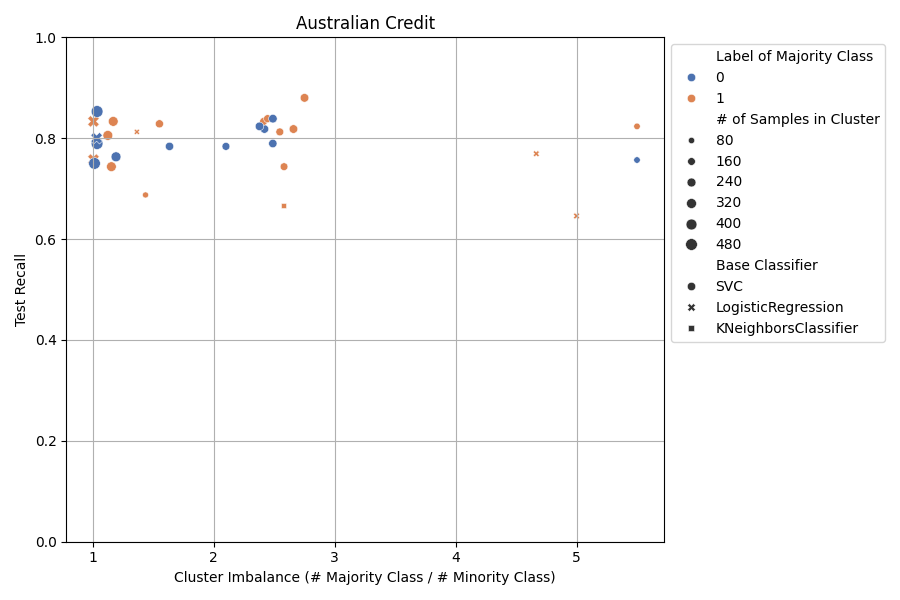 Australian Credit
1.0
0.8
0.6
0.4
0.2
0.0
Test Recall
1
2
3
4
5
Cluster Imbalance (# Majority Class / # Minority Class)
Label of Majority Class
0
1
# of Samples in Cluster
80
160
240
320
400
480
Base Classifier
SVC
LogisticRegression
KNeighborsClassifier